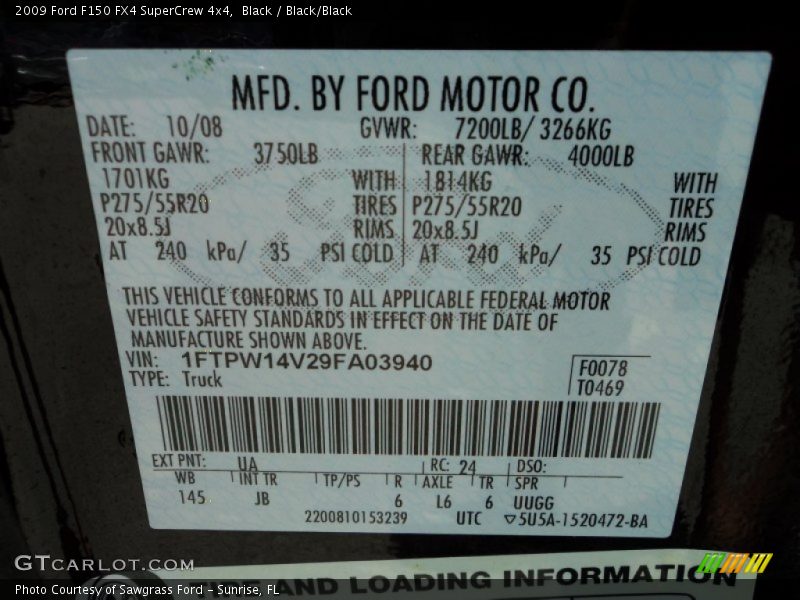 2009 Ford F150 FX4 SuperCrew 4x4,  Black / Black/Black
MFD. BY FORD MOTOR CO.
DATE: 10/08 GVWR: 7200LB/ 3266KG
FRONT GAWR: 3750LB REAR GAWR: 4000LB
1701KG WITH 1814KG WITH
P275/55R20 TIRES P275/55R20 TIRES
20x8.5J RIMS 20x8.5J RIMS
AT 240 kPa/ 35 PSI COLD AT 240 kPa/ 35 PSI COLD
Ford
THIS VEHICLE CONFORMS TO ALL APPLICABLE FEDERAL MOTOR
VEHICLE SAFETY STANDARDS IN EFFECT ON THE DATE OF
MANUFACTURE SHOWN ABOVE.
VIN: 1FTPW14V29FA03940
TYPE: Truck
F0078
T0469
EXT PNT: UA RC: 24 DSO:
WB INT TR TP/PS R AXLE TR SPR
145 JB 6 L6 6 UUGG
2200810153239 UTC ▽5U5A-1520472-BA
TIRE AND LOADING INFORMATION
GTCARLOT.COM
Photo Courtesy of Sawgrass Ford - Sunrise, FL